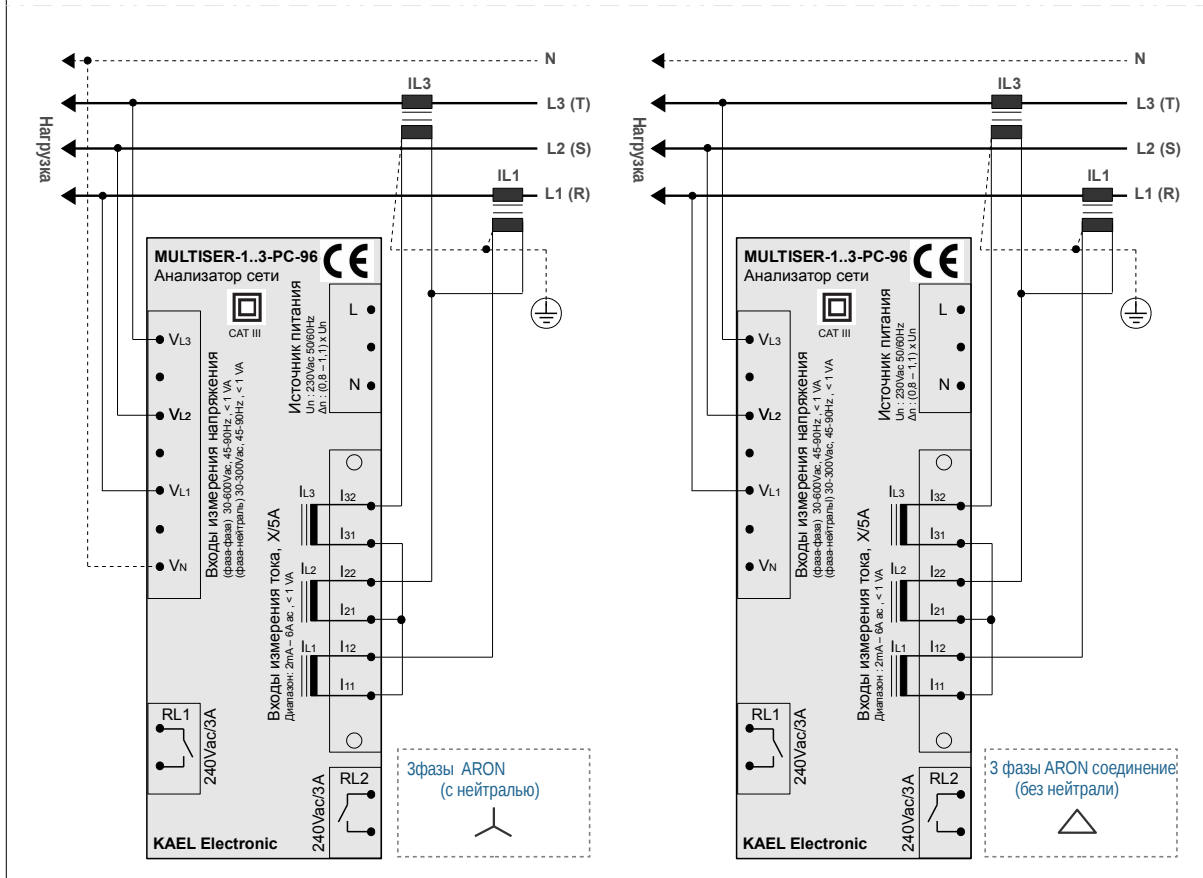 N
IL3
L3 (T)
L2 (S)
IL1
L1 (R)
Нагрузка
MULTISER-1..3-PC-96
Анализатор сети
CE
CAT III
L
N
Источник питания
Un : 230Vac 50/60Hz
Δn : (0,8 – 1,1) x Un
VL3
VL2
VL1
VN
Входы измерения напряжения
(фаза-фаза) 30-600Vac, 45-90Hz , < 1 VA
(фаза-нейтраль) 30-300Vac, 45-90Hz , < 1 VA
Входы измерения тока, X/5A
Диапазон: 2mA – 6A ac , < 1 VA
IL3
I32
I31
IL2
I22
I21
IL1
I12
I11
RL1
240Vac/3A
RL2
240Vac/3A
KAEL Electronic
3фазы ARON
(с нейтралью)
N
IL3
L3 (T)
L2 (S)
IL1
L1 (R)
Нагрузка
MULTISER-1..3-PC-96
Анализатор сети
CE
CAT III
L
N
Источник питания
Un : 230Vac 50/60Hz
Δn : (0,8 – 1,1) x Un
VL3
VL2
VL1
VN
Входы измерения напряжения
(фаза-фаза) 30-600Vac, 45-90Hz , < 1 VA
(фаза-нейтраль) 30-300Vac, 45-90Hz , < 1 VA
Входы измерения тока, X/5A
Диапазон : 2mA – 6A ac , < 1 VA
IL3
I32
I31
IL2
I22
I21
IL1
I12
I11
RL1
240Vac/3A
RL2
240Vac/3A
KAEL Electronic
3 фазы ARON соединение
(без нейтрали)